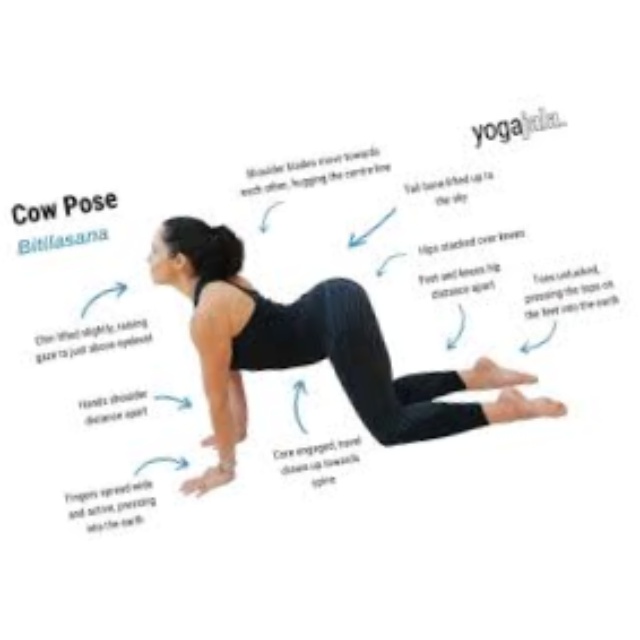 yogajala.
Cow Pose
Bitilasana
Shoulder blades move towards
each other, hugging the centre line
Tail bone lifted up to
the sky
Hips stacked over knees
Feet and knees hip
distance apart
Toes untucked,
pressing the tops on
the feet into the earth
Chin lifted slightly, raising
gaze to just above eyelevel
Hands shoulder
distance apart
Core engaged, navel
drawn up towards
spine
Fingers spread wide
and active, pressing
into the earth